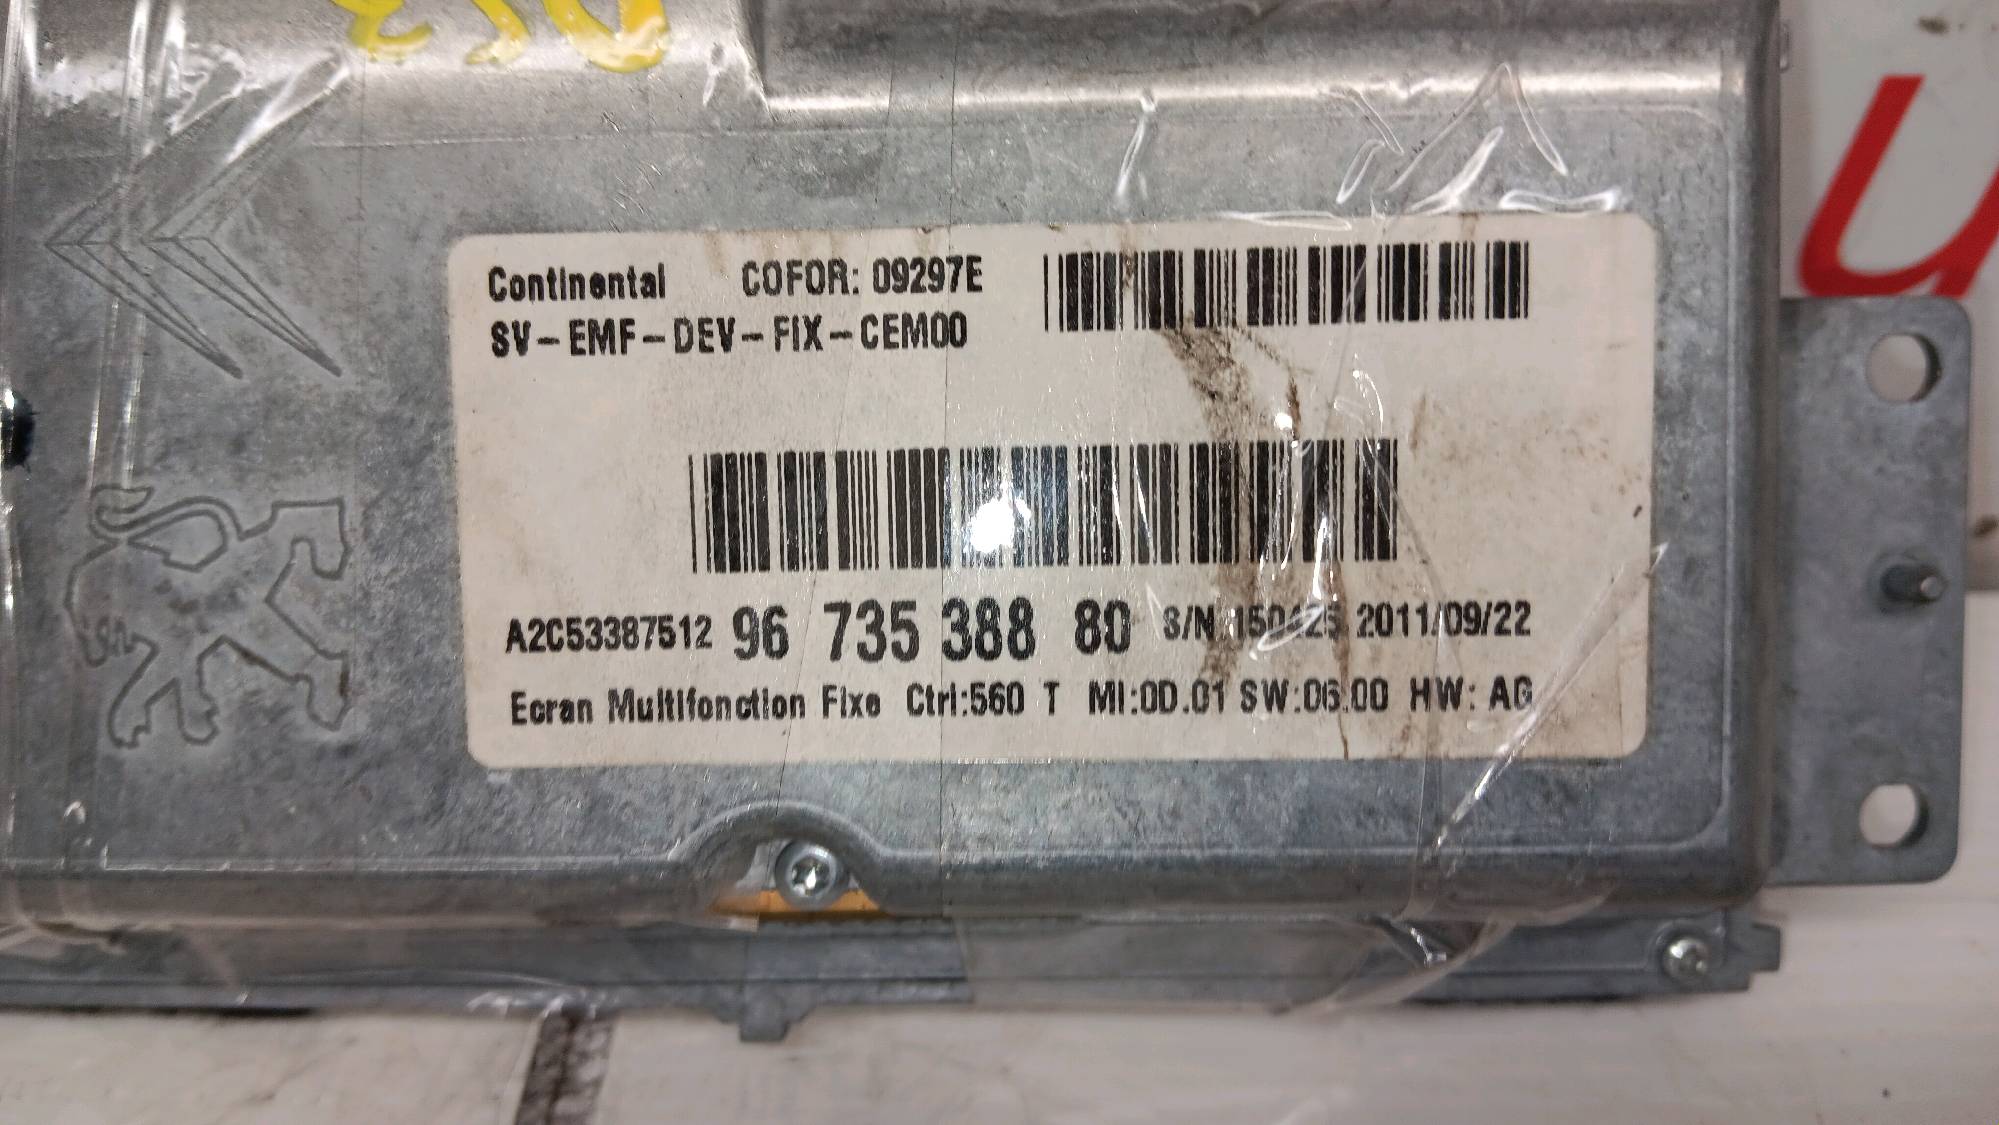 DS3
Continental COFOR: 09297E
SV-EMF-DEV-FIX-CEM00
A2C53387512 96 735 388 80 S/N 2011/09/22
Ecran Multifonction Fixe Ctrl:560 T MI:0D.01 SW:06.00 HW: AG
u